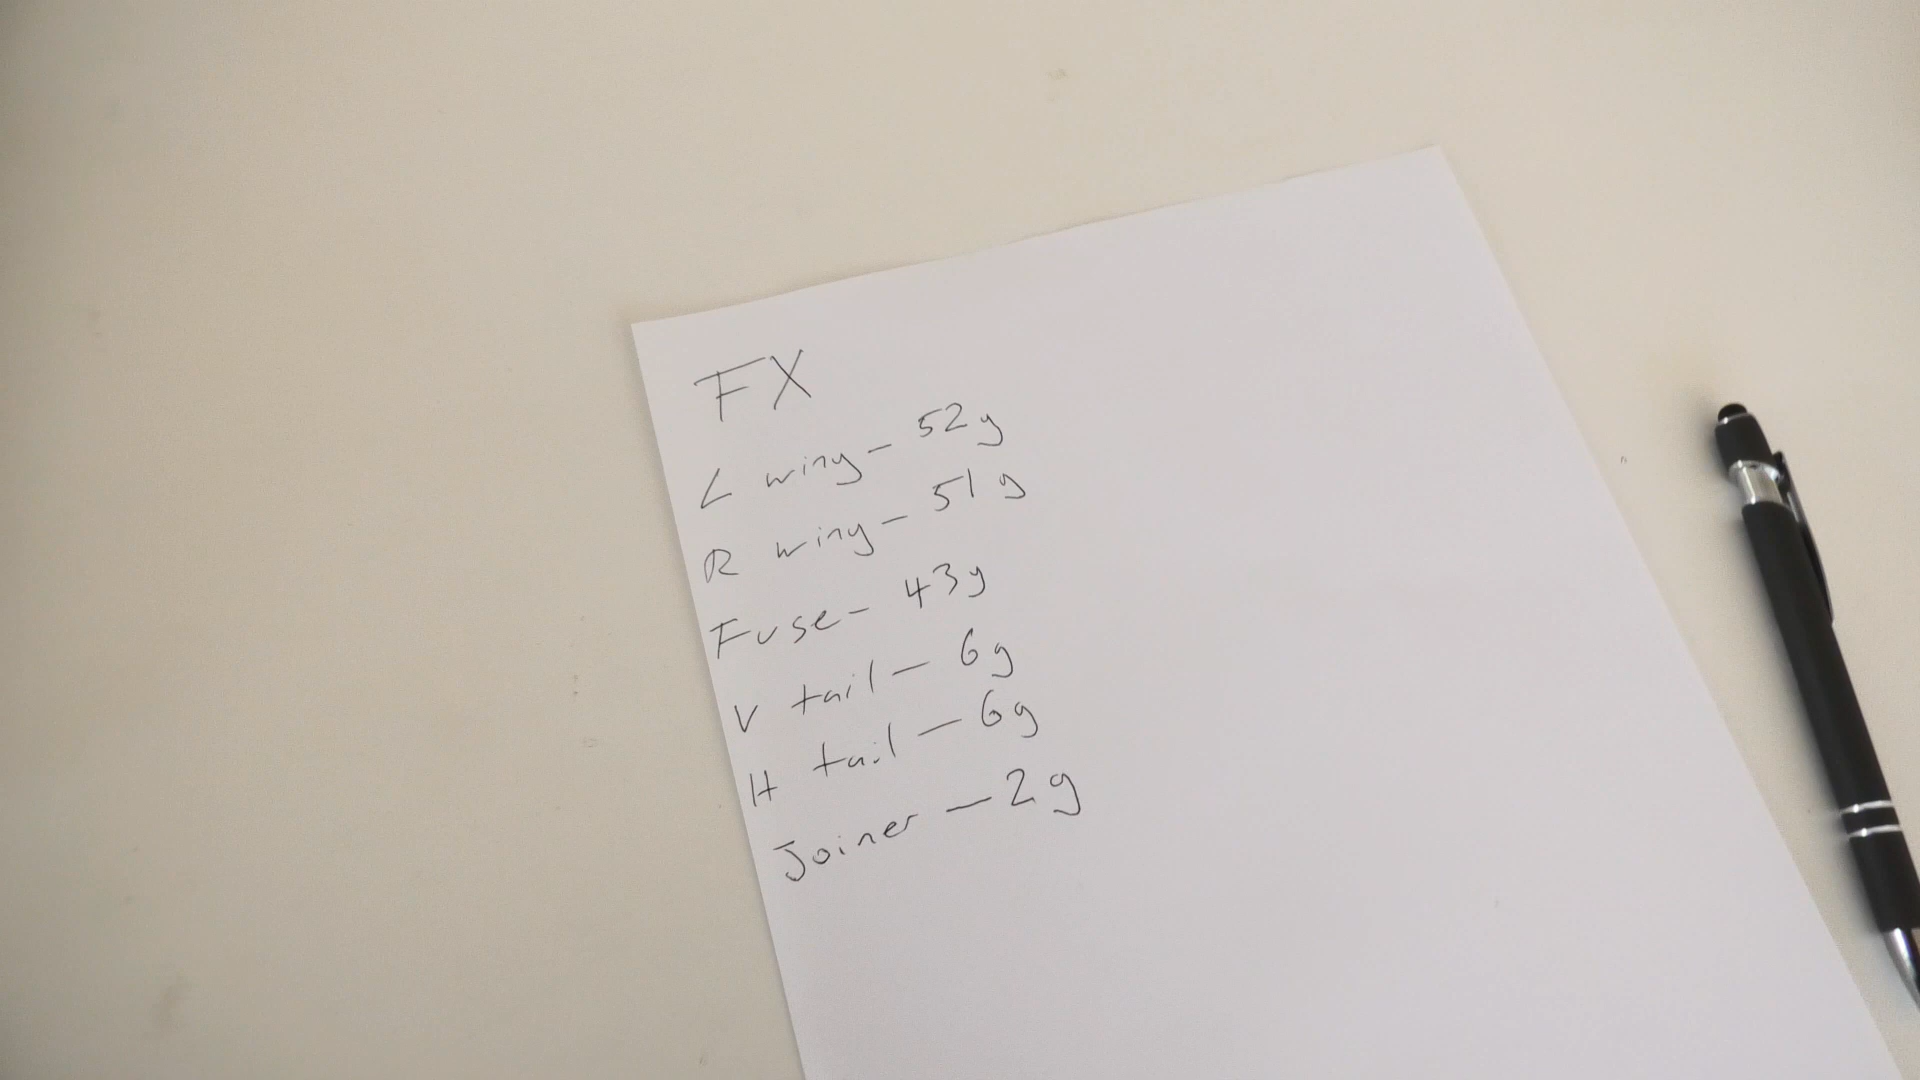 FX
L wing - 52g
R wing - 51g
Fuse - 43g
V tail - 6g
H tail - 6g
Joiner - 2g